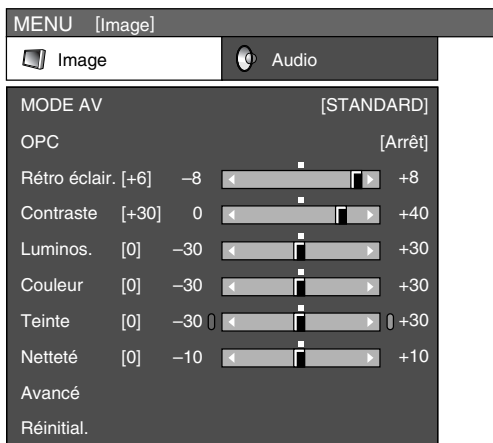 MENU [Image]
Image Audio
MODE AV [STANDARD]
OPC [Arrêt]
Rétro éclair. [+6] –8 +8
Contraste [+30] 0 +40
Luminos. [0] –30 +30
Couleur [0] –30 +30
Teinte [0] –30 +30
Netteté [0] –10 +10
Avancé
Réinitial.